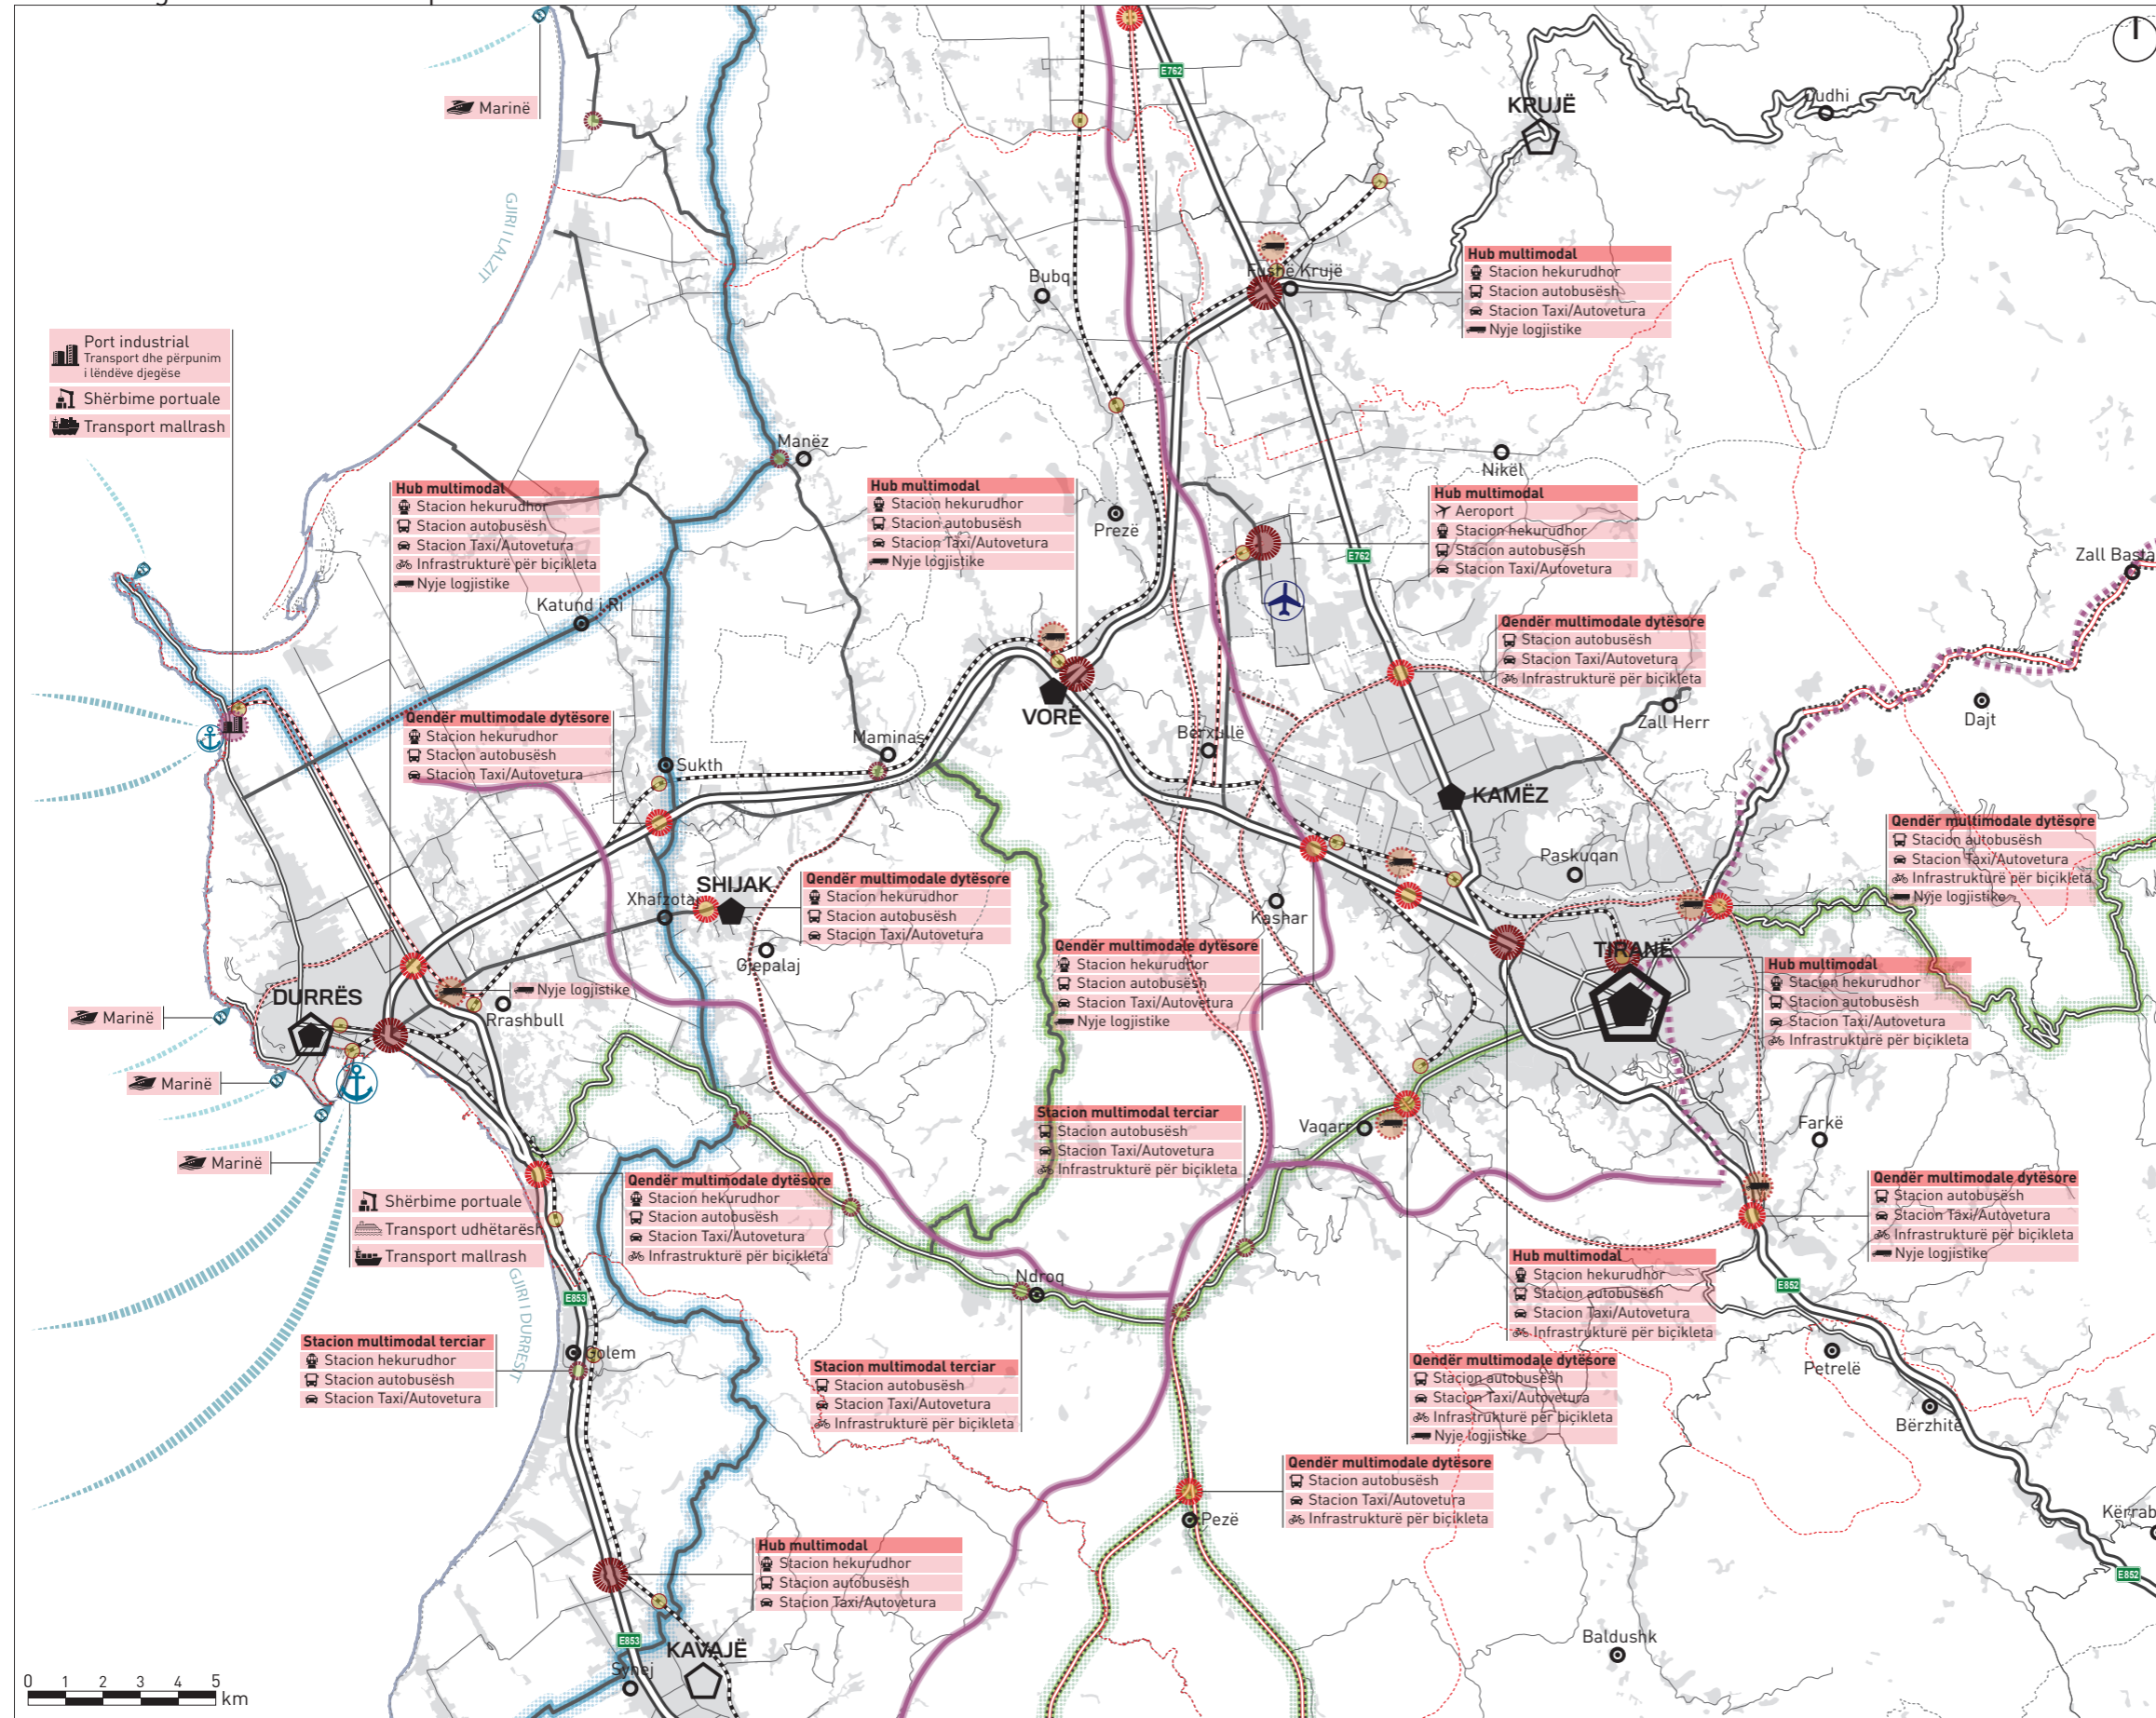 E762
KRUJË
Marinë
GJIRI I LALZIT
Bubq
Fushë Krujë
Hub multimodal
Stacion hekurudhor
Stacion autobusësh
Stacion Taxi/Autovetura
Nyje logjistike
Port industrial
Transport dhe përpunim
i lëndëve djegëse
Shërbime portuale
Transport mallrash
Manëz
Nikël
Hub multimodal
Stacion hekurudhor
Stacion autobusësh
Stacion Taxi/Autovetura
Infrastrukturë për biçikleta
Nyje logjistike
Hub multimodal
Stacion hekurudhor
Stacion autobusësh
Stacion Taxi/Autovetura
Nyje logjistike
Prezë
Hub multimodal
Aeroport
Stacion hekurudhor
Stacion autobusësh
Stacion Taxi/Autovetura
E762
Katund i Ri
Qendër multimodale dytësore
Stacion autobusësh
Stacion Taxi/Autovetura
Infrastrukturë për biçikleta
Zall Herr
Dajt
VORË
Bërxullë
Maminas
Qendër multimodale dytësore
Stacion hekurudhor
Stacion autobusësh
Stacion Taxi/Autovetura
Sukth
KAMËZ
Paskuqan
Qendër multimodale dytësore
Stacion autobusësh
Stacion Taxi/Autovetura
Infrastrukturë për biçikleta
Nyje logjistike
SHIJAK
Qendër multimodale dytësore
Stacion hekurudhor
Stacion autobusësh
Stacion Taxi/Autovetura
Gjepalaj
Kashar
Qendër multimodale dytësore
Stacion hekurudhor
Stacion autobusësh
Stacion Taxi/Autovetura
Nyje logjistike
TIRANË
Hub multimodal
Stacion hekurudhor
Stacion autobusësh
Stacion Taxi/Autovetura
Infrastrukturë për biçikleta
DURRËS
Nyje logjistike
Rrashbull
Marinë
Marinë
Marinë
Stacion multimodal terciar
Stacion autobusësh
Stacion Taxi/Autovetura
Infrastrukturë për biçikleta
Vaqarr
Farkë
Shërbime portuale
Transport udhëtarësh
Transport mallrash
Qendër multimodale dytësore
Stacion hekurudhor
Stacion autobusësh
Stacion Taxi/Autovetura
Infrastrukturë për biçikleta
Qendër multimodale dytësore
Stacion autobusësh
Stacion Taxi/Autovetura
Infrastrukturë për biçikleta
Nyje logjistike
Hub multimodal
Stacion hekurudhor
Stacion autobusësh
Stacion Taxi/Autovetura
Infrastrukturë për biçikleta
E852
GJIRI I DURRËSIT
E853
Ndroq
Golem
Stacion multimodal terciar
Stacion hekurudhor
Stacion autobusësh
Stacion Taxi/Autovetura
Stacion multimodal terciar
Stacion autobusësh
Stacion Taxi/Autovetura
Infrastrukturë për biçikleta
Qendër multimodale dytësore
Stacion autobusësh
Stacion Taxi/Autovetura
Infrastrukturë për biçikleta
Nyje logjistike
Petrelë
Bërzhitë
Qendër multimodale dytësore
Stacion autobusësh
Stacion Taxi/Autovetura
Infrastrukturë për biçikleta
Pezë
Hub multimodal
Stacion hekurudhor
Stacion autobusësh
Stacion Taxi/Autovetura
E852
E853
KAVAJË
Synej
Baldushk
0 1 2 3 4 5
km